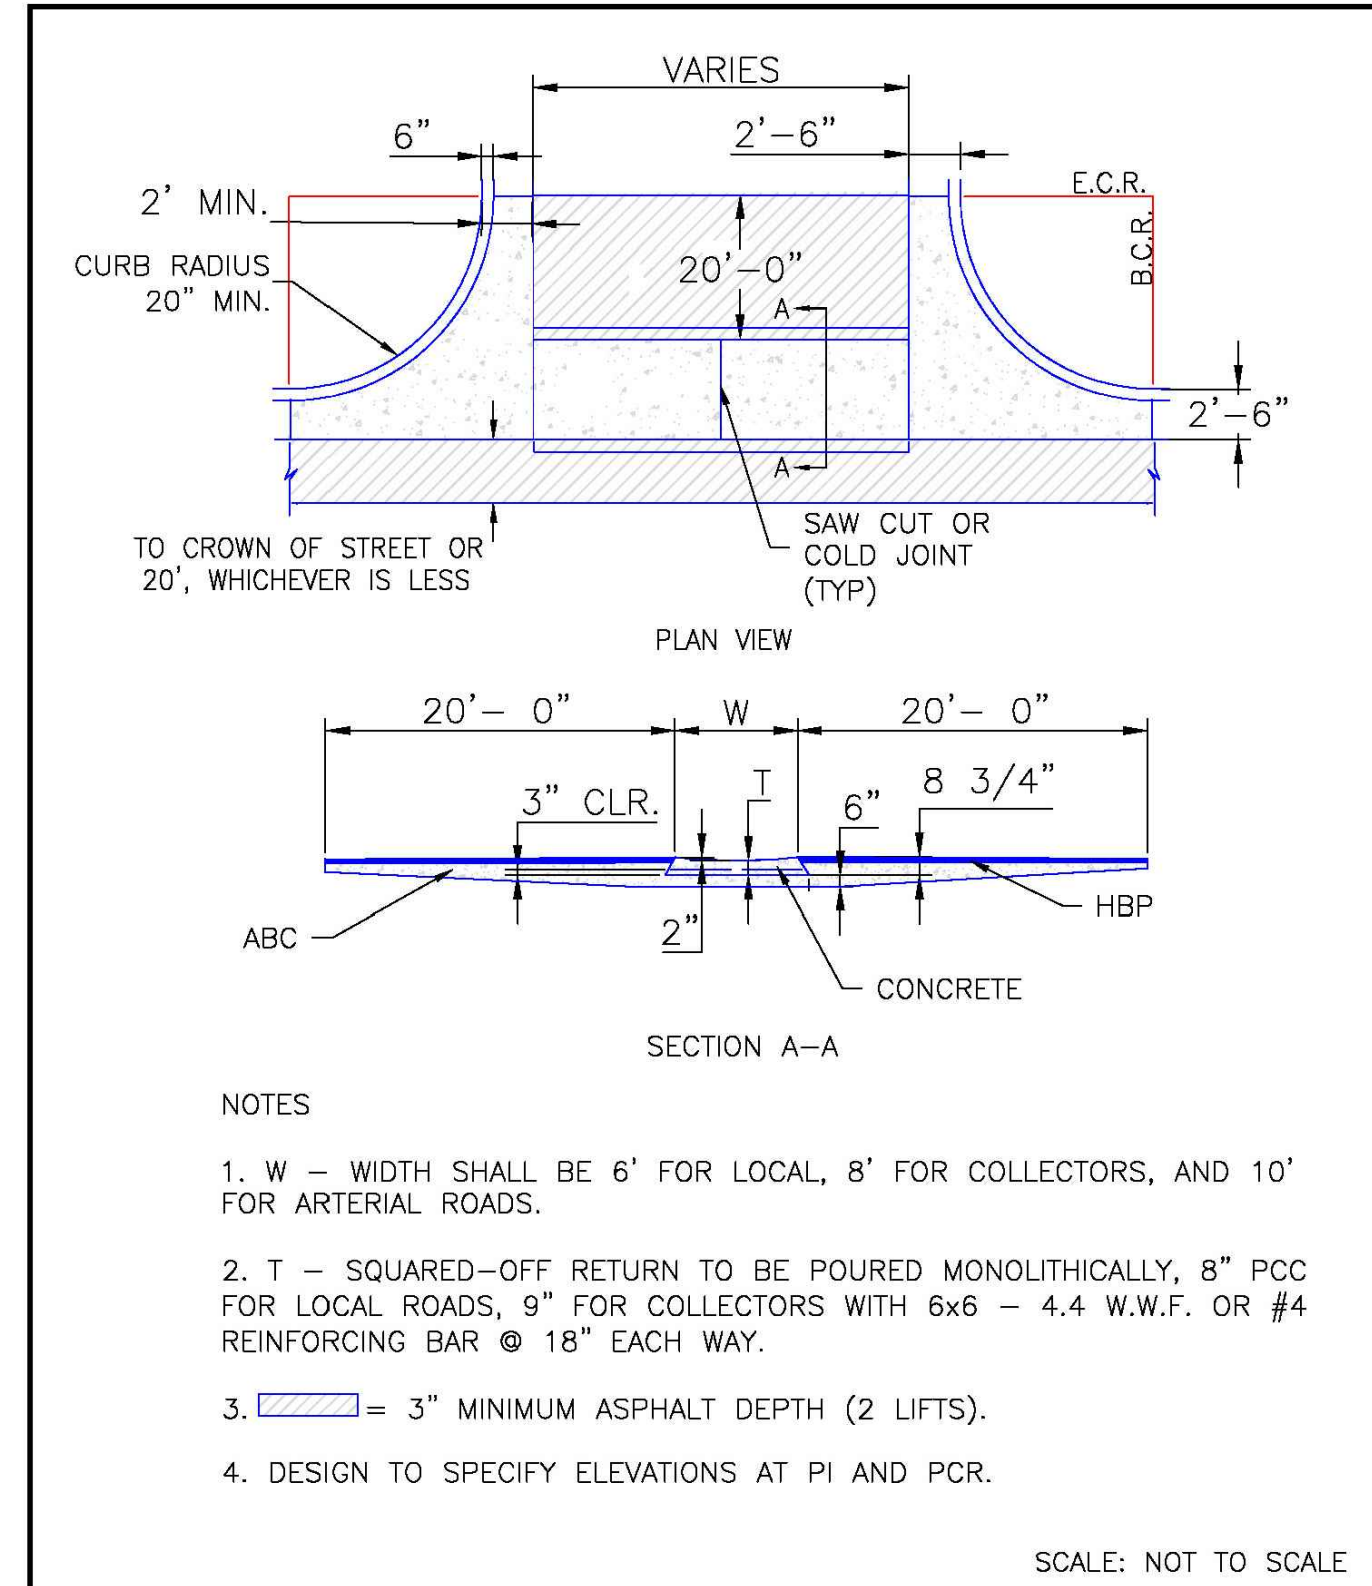 VARIES
6”
2’–6”
2’ MIN.
E.C.R.
B.C.R.
CURB RADIUS
20” MIN.
20’–0”
A
2’–6”
A
SAW CUT OR
COLD JOINT
(TYP)
TO CROWN OF STREET OR
20’, WHICHEVER IS LESS
PLAN VIEW
20’– 0”
W
20’– 0”
3” CLR.
T
6”
8 3/4”
ABC
2”
HBP
CONCRETE
SECTION A–A
NOTES
1. W – WIDTH SHALL BE 6’ FOR LOCAL, 8’ FOR COLLECTORS, AND 10’
FOR ARTERIAL ROADS.
2. T – SQUARED–OFF RETURN TO BE POURED MONOLITHICALLY, 8” PCC
FOR LOCAL ROADS, 9” FOR COLLECTORS WITH 6x6 – 4.4 W.W.F. OR #4
REINFORCING BAR @ 18” EACH WAY.
3. = 3” MINIMUM ASPHALT DEPTH (2 LIFTS).
4. DESIGN TO SPECIFY ELEVATIONS AT PI AND PCR.
SCALE: NOT TO SCALE